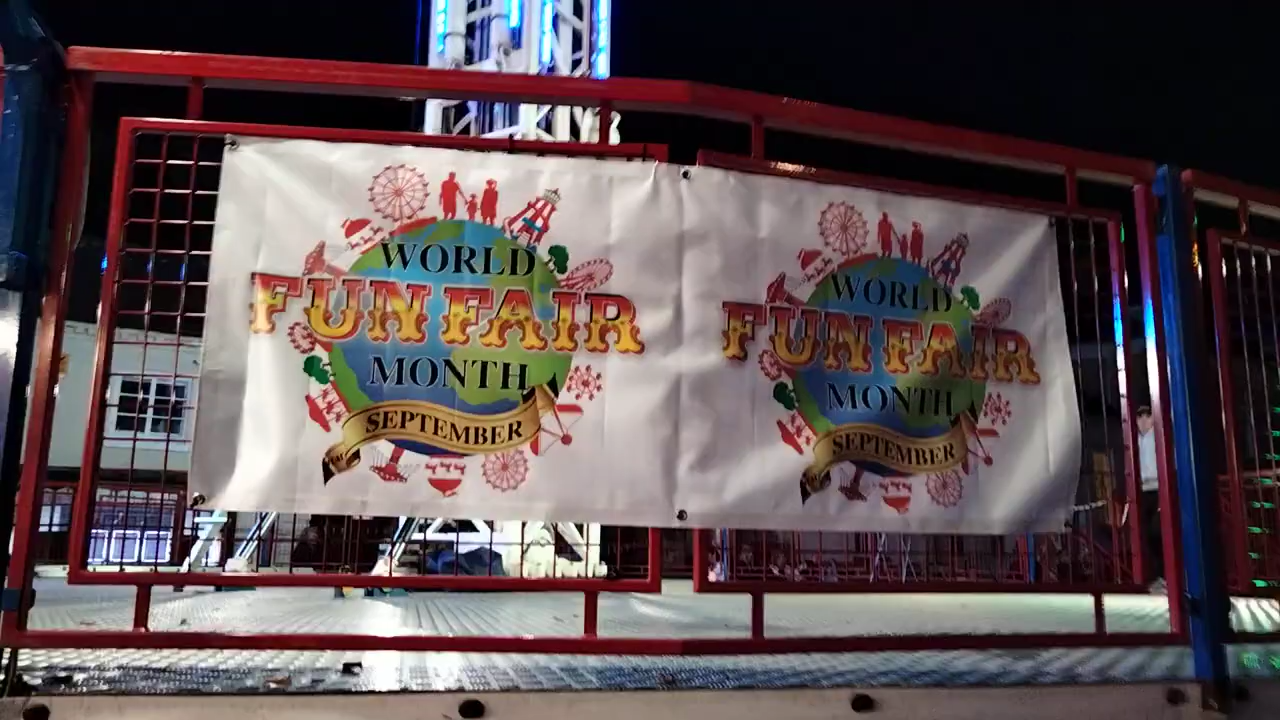 WORLD
FUN FAIR
MONTH
SEPTEMBER
WORLD
FUN FAIR
MONTH
SEPTEMBER